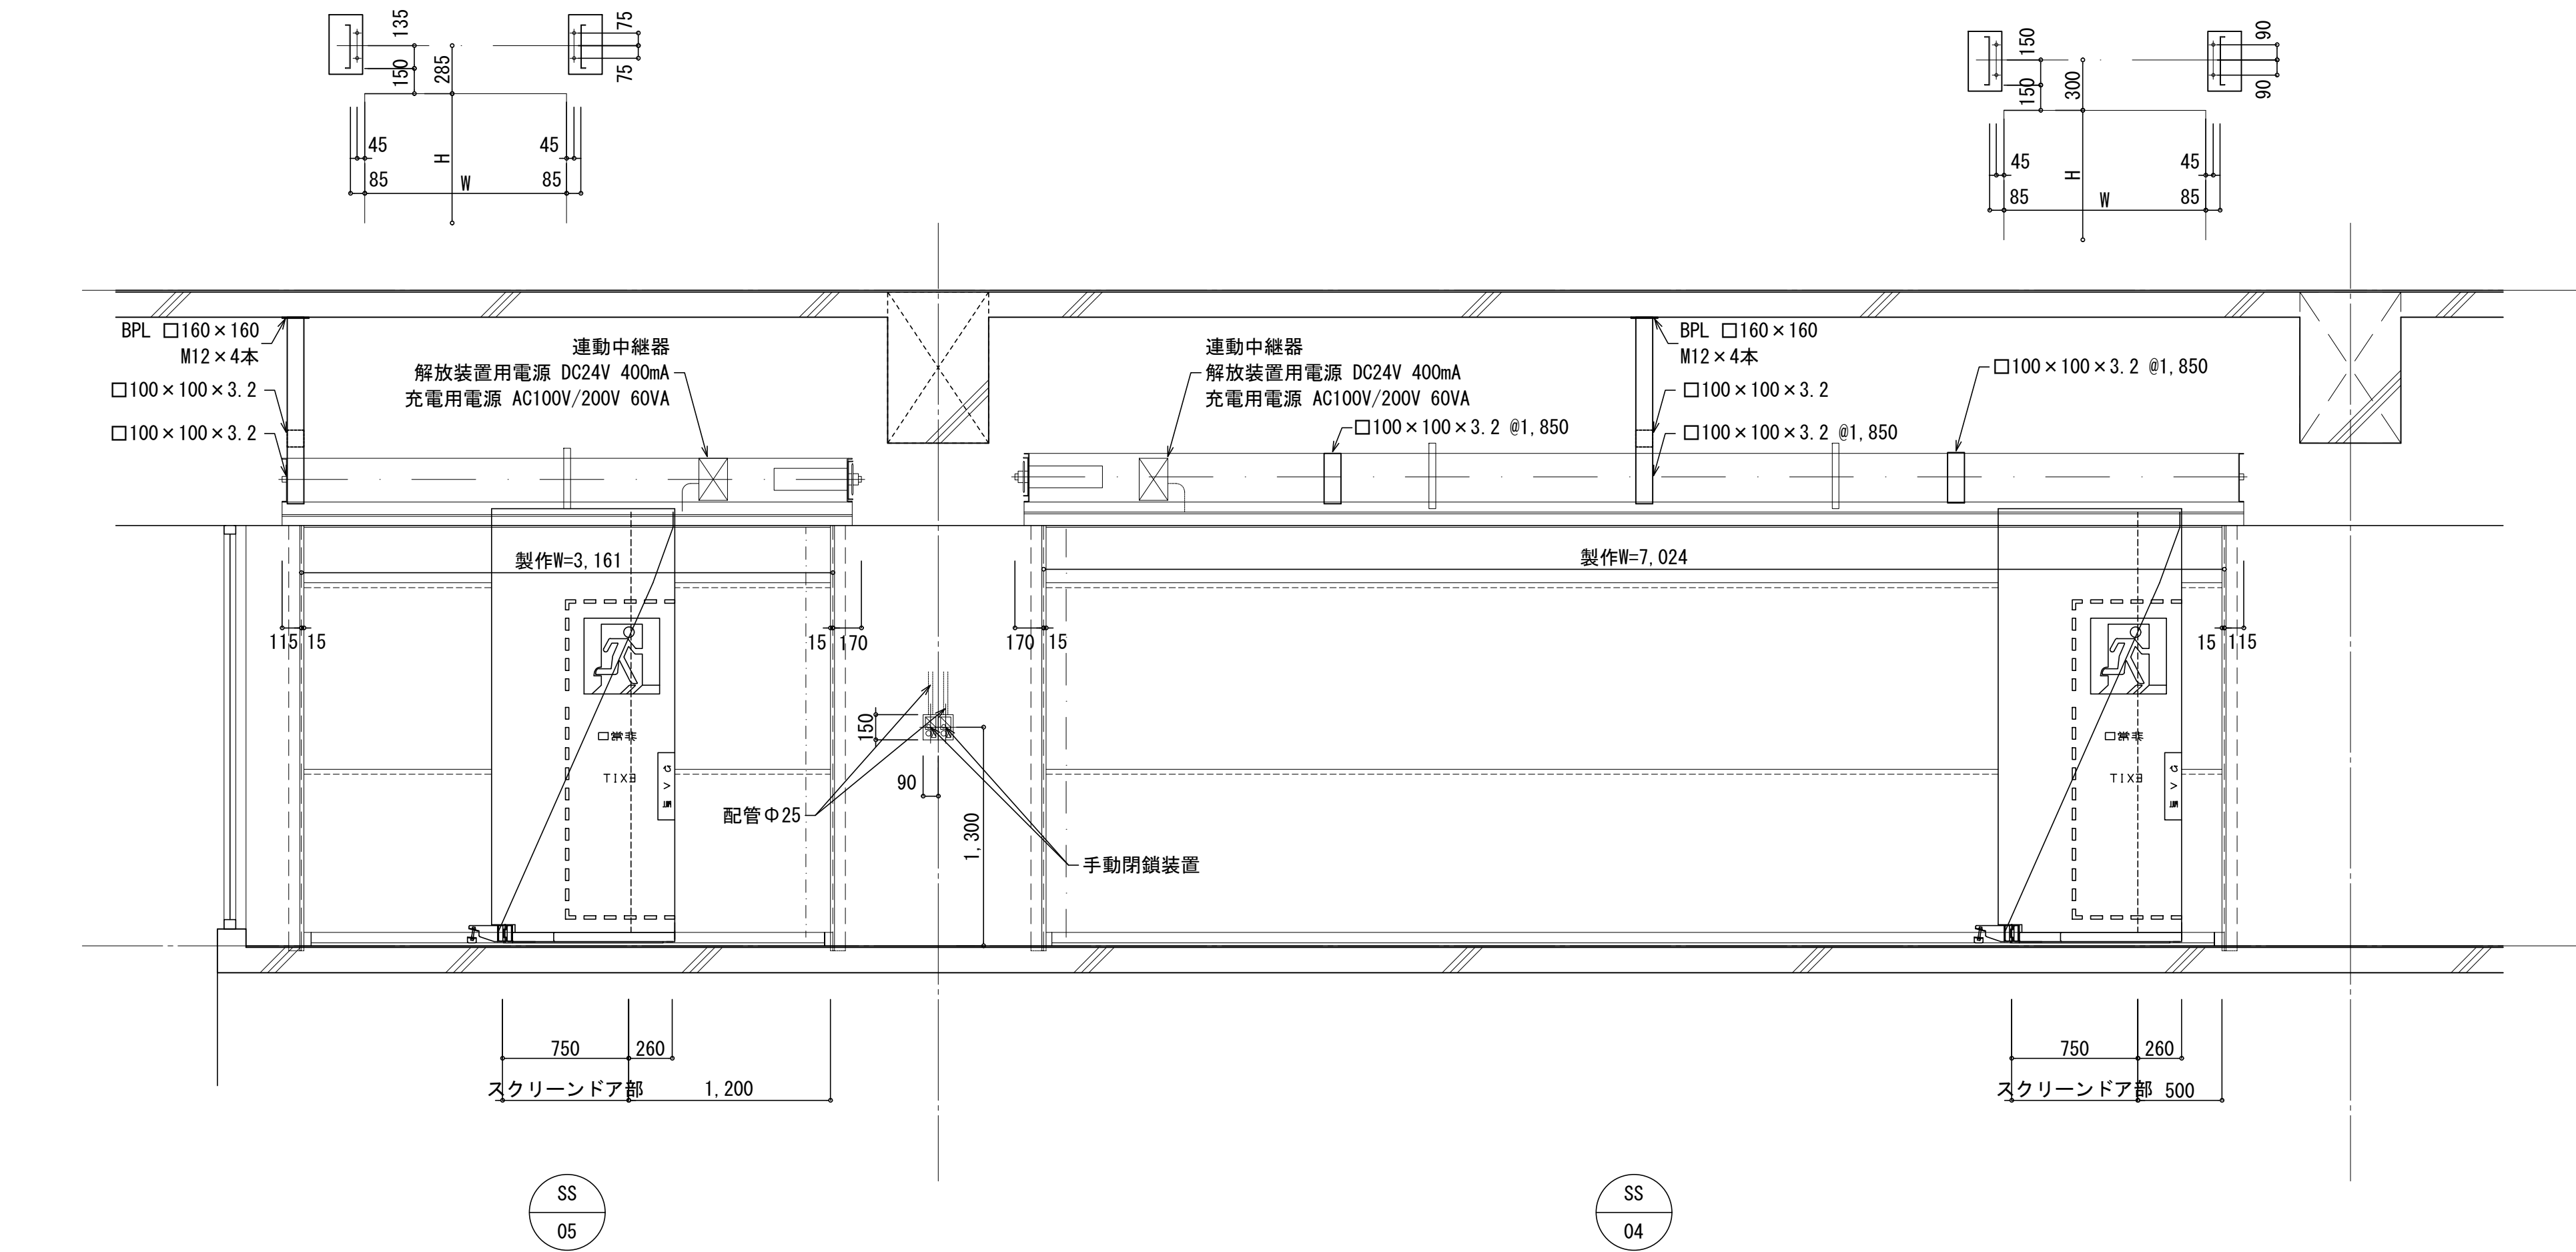 135
150
285
75
75
45
45
H
85
W
85
150
150
300
90
90
45
45
H
85
W
85
BPL □160×160
M12×4本
□100×100×3.2
□100×100×3.2
連動中継器
解放装置用電源 DC24V 400mA
充電用電源 AC100V/200V 60VA
連動中継器
解放装置用電源 DC24V 400mA
充電用電源 AC100V/200V 60VA
□100×100×3.2 @1,850
BPL □160×160
M12×4本
□100×100×3.2
□100×100×3.2 @1,850
□100×100×3.2 @1,850
製作W=3,161
製作W=7,024
115
15
15
170
170
15
15
115
非常口
EXIT
150
90
配管Φ25
1,300
手動閉鎖装置
非常口
EXIT
750
260
スクリーンドア部
1,200
750
260
スクリーンドア部
500
SS
05
SS
04